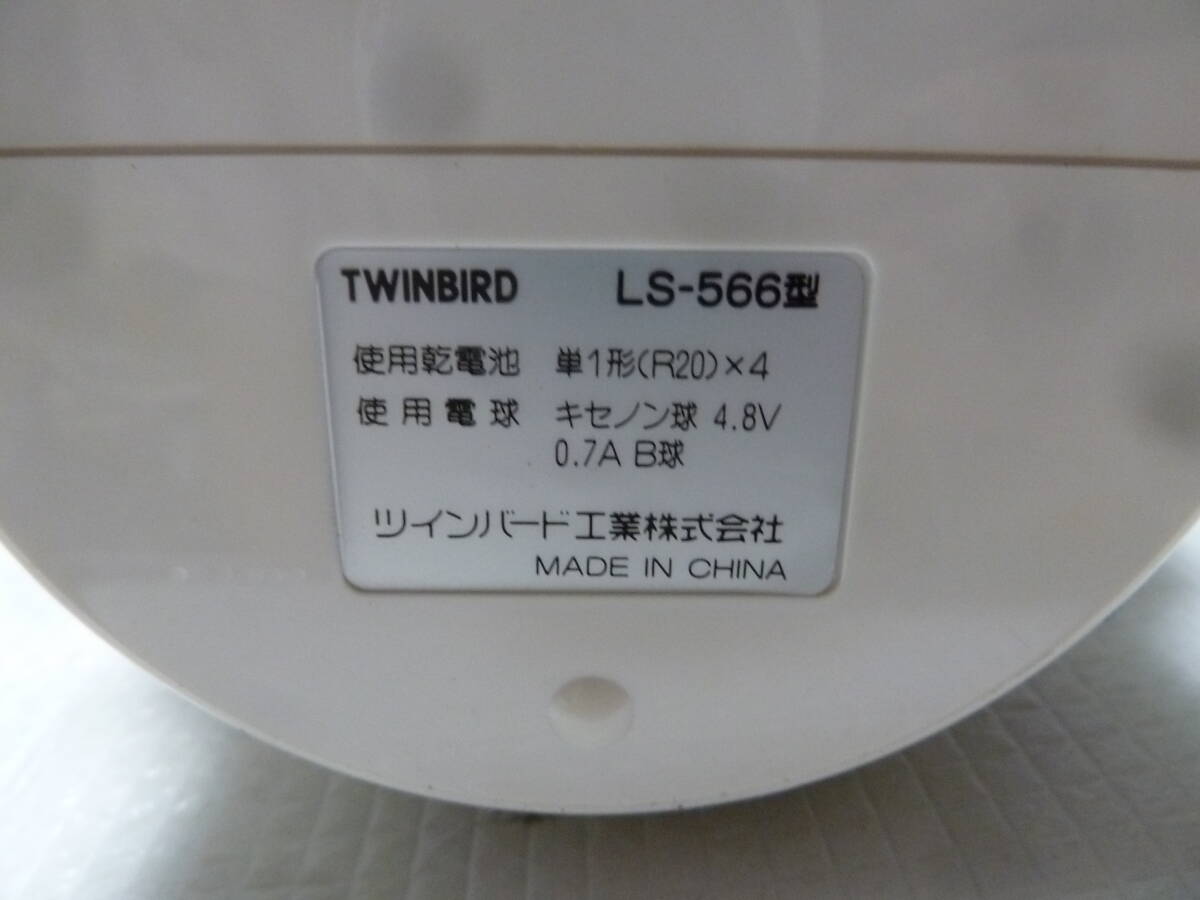 TWINBIRD LS-566型
使用乾電池 単1形(R20)×4
使用電球 キセノン球 4.8V
0.7A B球
ツインバード工業株式会社
MADE IN CHINA